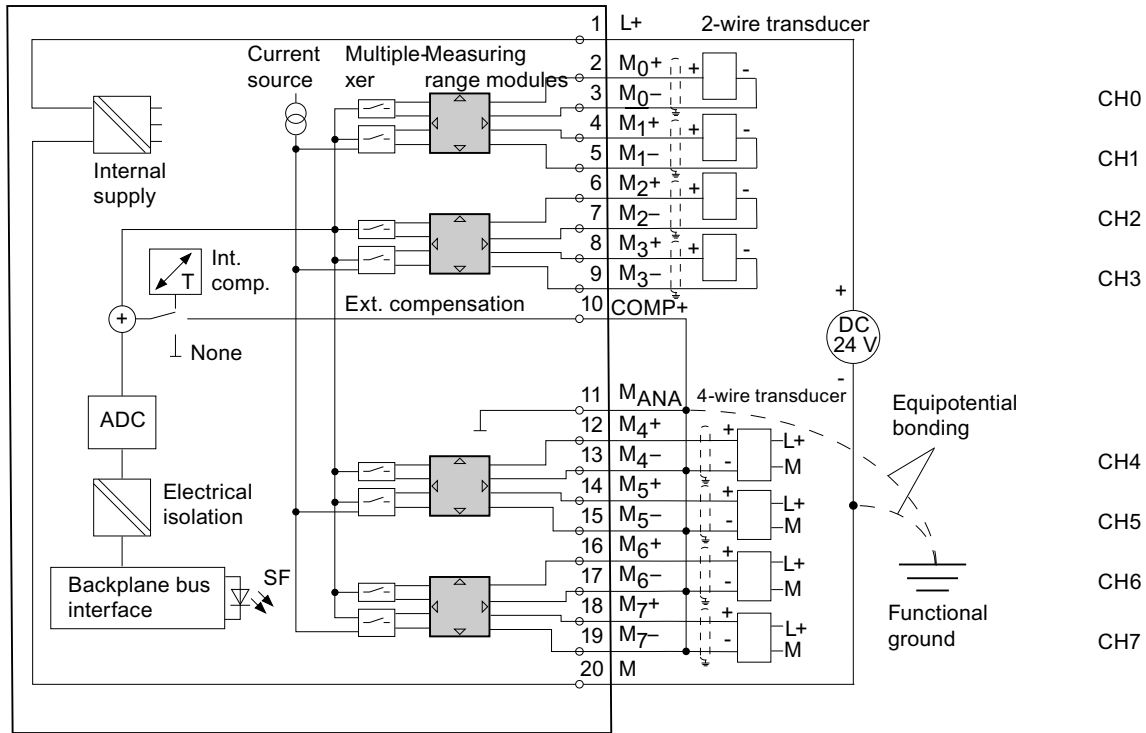 1 L+ 2-wire transducer
Current source
Multiple-xer
Measuring range modules
2 M0+ + -
3 M0-
CH0
4 M1+ + -
5 M1-
CH1
Internal supply
6 M2+ + -
7 M2-
CH2
8 M3+ + -
9 M3-
CH3
T
Int. comp.
10 COMP+
Ext. compensation
+
None
+
DC 24 V
-
11 MANA 4-wire transducer
Equipotential bonding
ADC
12 M4+ + L+
13 M4- - M
CH4
14 M5+ + L+
15 M5- - M
CH5
Electrical isolation
16 M6+ + L+
17 M6- - M
CH6
Backplane bus interface
SF
18 M7+ + L+
19 M7- - M
CH7
Functional ground
20 M